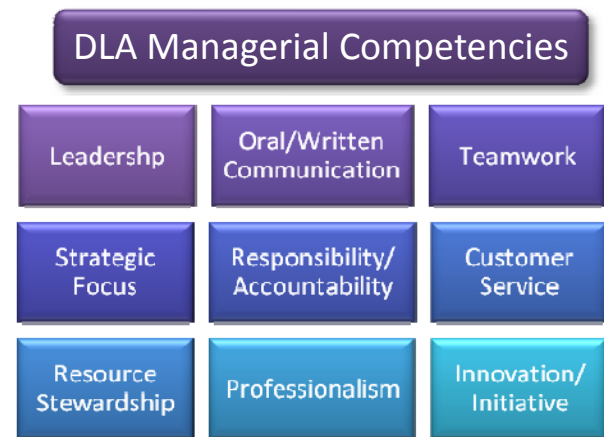 DLA Managerial Competencies
Leadershp
Oral/Written
Communication
Teamwork
Strategic
Focus
Responsibility/
Accountability
Customer
Service
Resource
Stewardship
Professionalism
Innovation/
Initiative